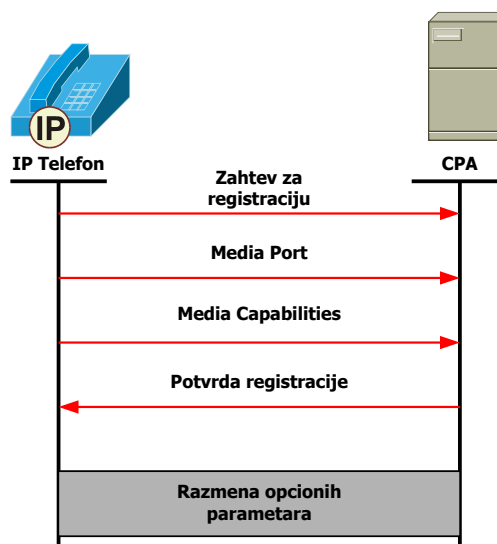 IP
IP Telefon
CPA
Zahtev za
registraciju
Media Port
Media Capabilities
Potvrda registracije
Razmena opcionih
parametara